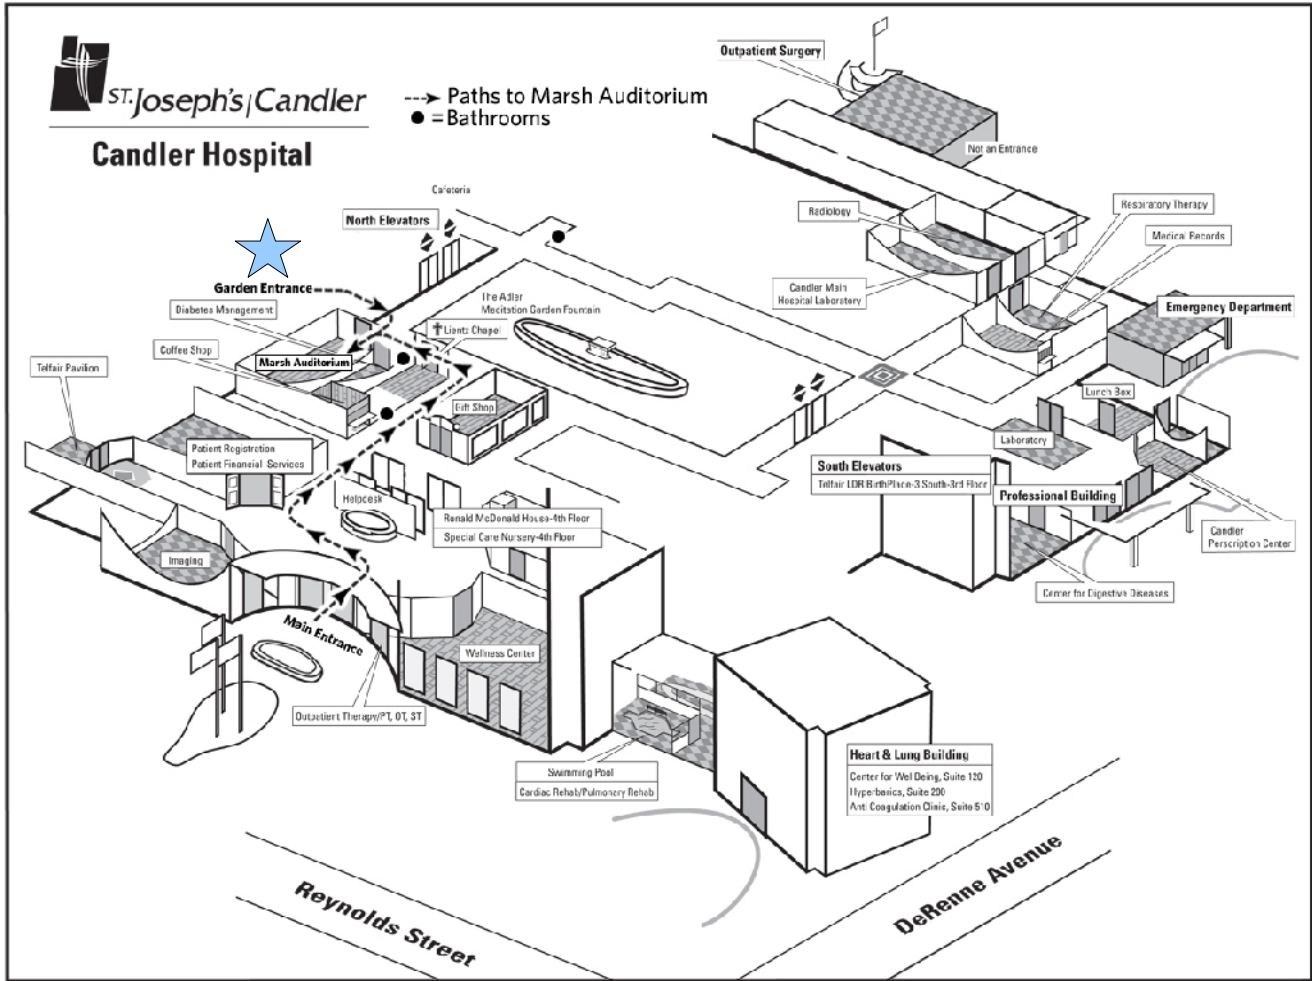 ST. Joseph's/Candler
Candler Hospital
Paths to Marsh Auditorium
= Bathrooms
Outpatient Surgery
Not an Entrance
Cafeteria
North Elevators
Radiology
Respiratory Therapy
Medical Records
Garden Entrance
Diabetes Management
The Adler
Meditation Garden Fountain
Candler Main
Hospital Laboratory
Emergency Department
Lientz Chapel
Coffee Shop
Marsh Auditorium
Telfair Pavilion
Gift Shop
Lunch Box
Laboratory
Patient Registration
Patient Financial Services
South Elevators
Telfair LDR BirthPlace-3 South-3rd Floor
Professional Building
Helpdesk
Ronald McDonald House-4th Floor
Special Care Nursery-4th Floor
Candler
Perscription Center
Imaging
Center for Digestive Diseases
Main Entrance
Wellness Center
Outpatient Therapy/PT, OT, ST
Swimming Pool
Cardiac Rehab/Pulmonary Rehab
Heart & Lung Building
Center for Wel Being, Suite 120
Hyperbarics, Suite 200
Anti Coagulation Clinic, Suite 510
Reynolds Street
DeRenne Avenue